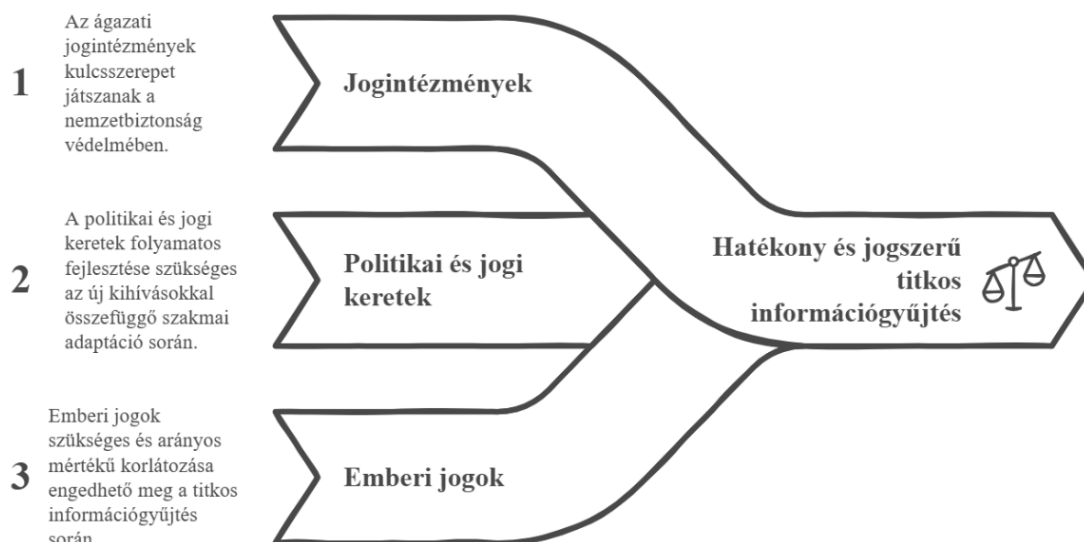 1
Az ágazati
jogintézmények
kulcsszerepet
játszanak a
nemzetbiztonság
védelmében.
Jogintézmények
2
A politikai és jogi
keretek folyamatos
fejlesztése szükséges
az új kihívásokkal
összefüggő szakmai
adaptáció során.
Politikai és jogi
keretek
3
Emberi jogok
szükséges és arányos
mértékű korlátozása
engedhető meg a titkos
információgyűjtés
során
Emberi jogok
Hatékony és jogszerű
titkos
információgyűjtés